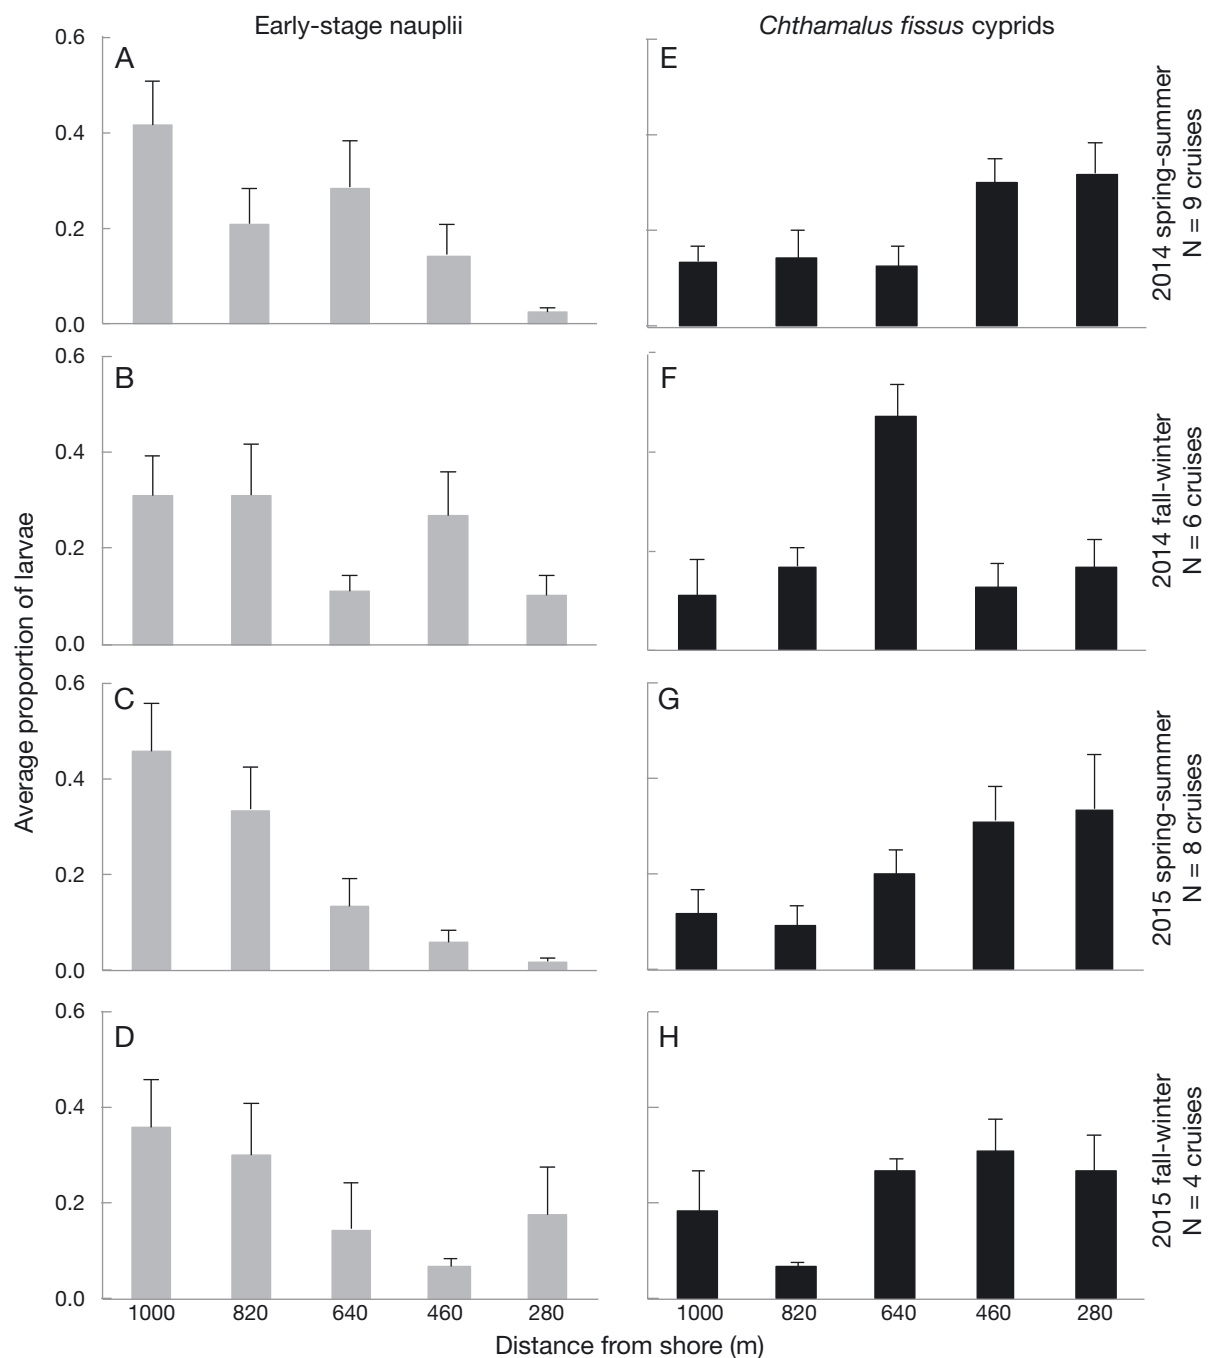 Early-stage nauplii
Chthamalus fissus cyprids
Average proportion of larvae
A
0.6
0.4
0.2
0.0
E
2014 spring-summer
N = 9 cruises
B
0.6
0.4
0.2
0.0
F
2014 fall-winter
N = 6 cruises
C
0.6
0.4
0.2
0.0
G
2015 spring-summer
N = 8 cruises
D
0.6
0.4
0.2
0.0
H
2015 fall-winter
N = 4 cruises
1000 820 640 460 280
1000 820 640 460 280
Distance from shore (m)